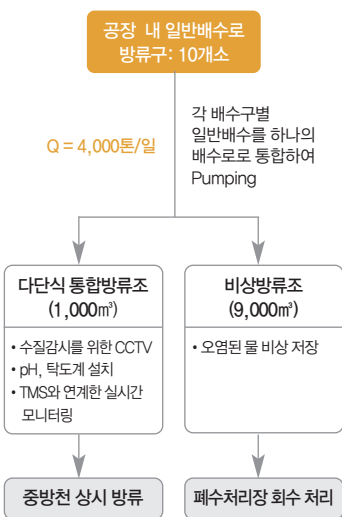 공장 내 일반배수로
방류구: 10개소
Q = 4,000톤/일
각 배수구별
일반배수를 하나의
배수로로 통합하여
Pumping
다단식 통합방류조
(1,000㎥)
• 수질감시를 위한 CCTV
• pH, 탁도계 설치
• TMS와 연계한 실시간
모니터링
중방천 상시 방류
비상방류조
(9,000㎥)
• 오염된 물 비상 저장
폐수처리장 회수 처리